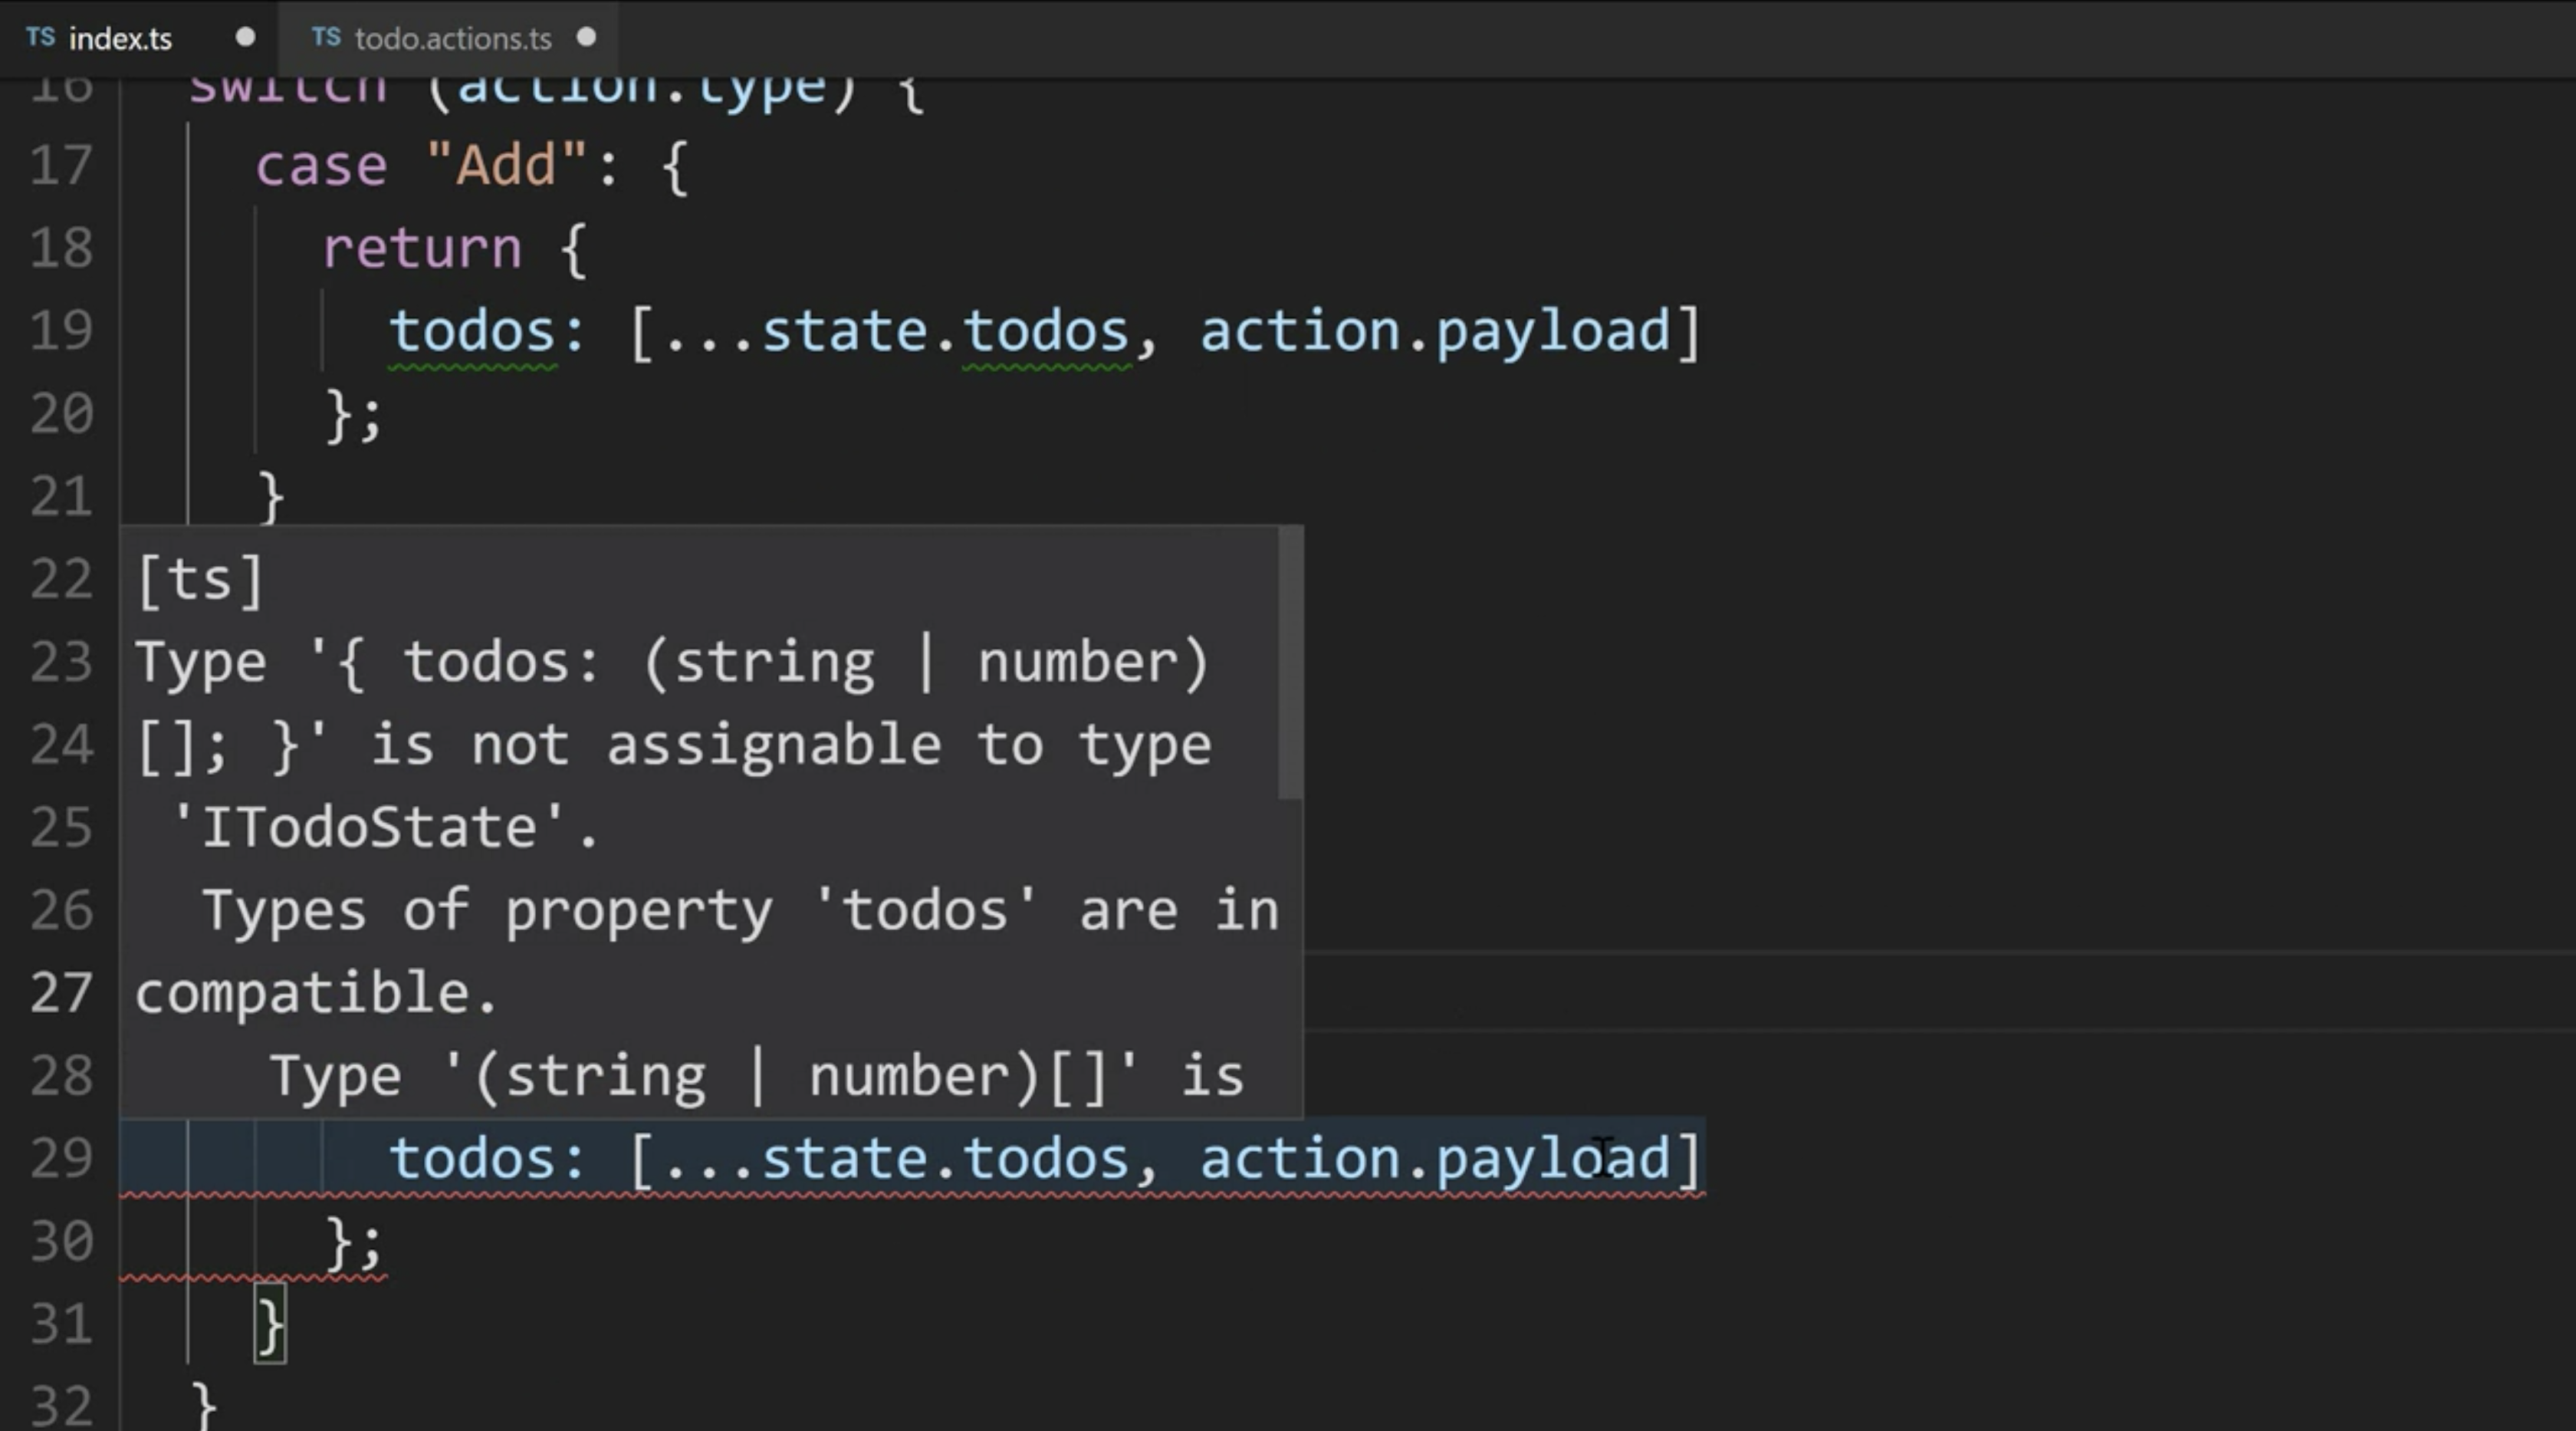 TS index.ts TS todo.actions.ts
16 switch (action.type) {
17 case "Add": {
18 return {
19 todos: [...state.todos, action.payload]
20 };
21 }
22 [ts]
23 Type '{ todos: (string | number)
24 []; }' is not assignable to type
25 'ITodoState'.
26 Types of property 'todos' are in
27 compatible.
28 Type '(string | number)[]' is
29 todos: [...state.todos, action.payload]
30 };
31 }
32 }